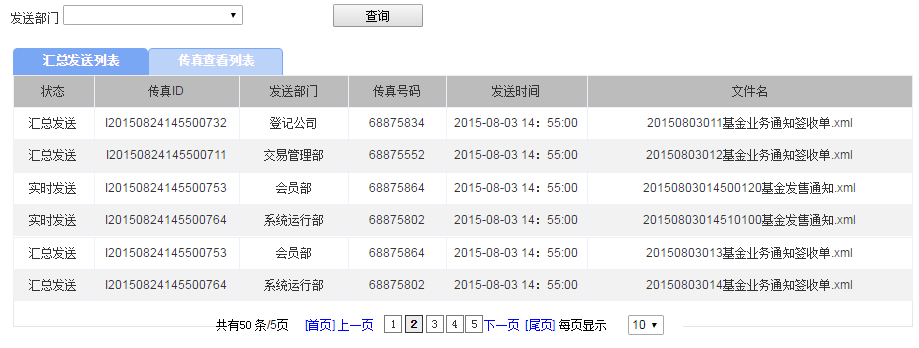 发送部门 查询
汇总发送列表 传真查看列表
状态 传真ID 发送部门 传真号码 发送时间 文件名
汇总发送 I20150824145500732 登记公司 68875834 2015-08-03 14：55:00 20150803011基金业务通知签收单.xml
汇总发送 I20150824145500711 交易管理部 68875552 2015-08-03 14：55:00 20150803012基金业务通知签收单.xml
实时发送 I20150824145500753 会员部 68875864 2015-08-03 14：55:00 20150803014500120基金发售通知.xml
实时发送 I20150824145500764 系统运行部 68875802 2015-08-03 14：55:00 20150803014510100基金发售通知.xml
汇总发送 I20150824145500753 会员部 68875864 2015-08-03 14：55:00 20150803013基金业务通知签收单.xml
汇总发送 I20150824145500764 系统运行部 68875802 2015-08-03 14：55:00 20150803014基金业务通知签收单.xml
共有50 条/5页 [首页] 上一页 1 2 3 4 5 下一页 [尾页] 每页显示 10